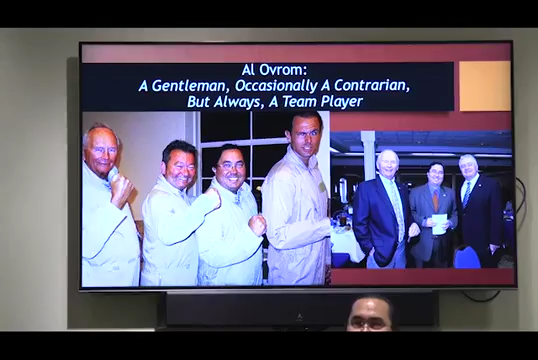 Al Ovrom:
A Gentleman, Occasionally A Contrarian,
But Always, A Team Player